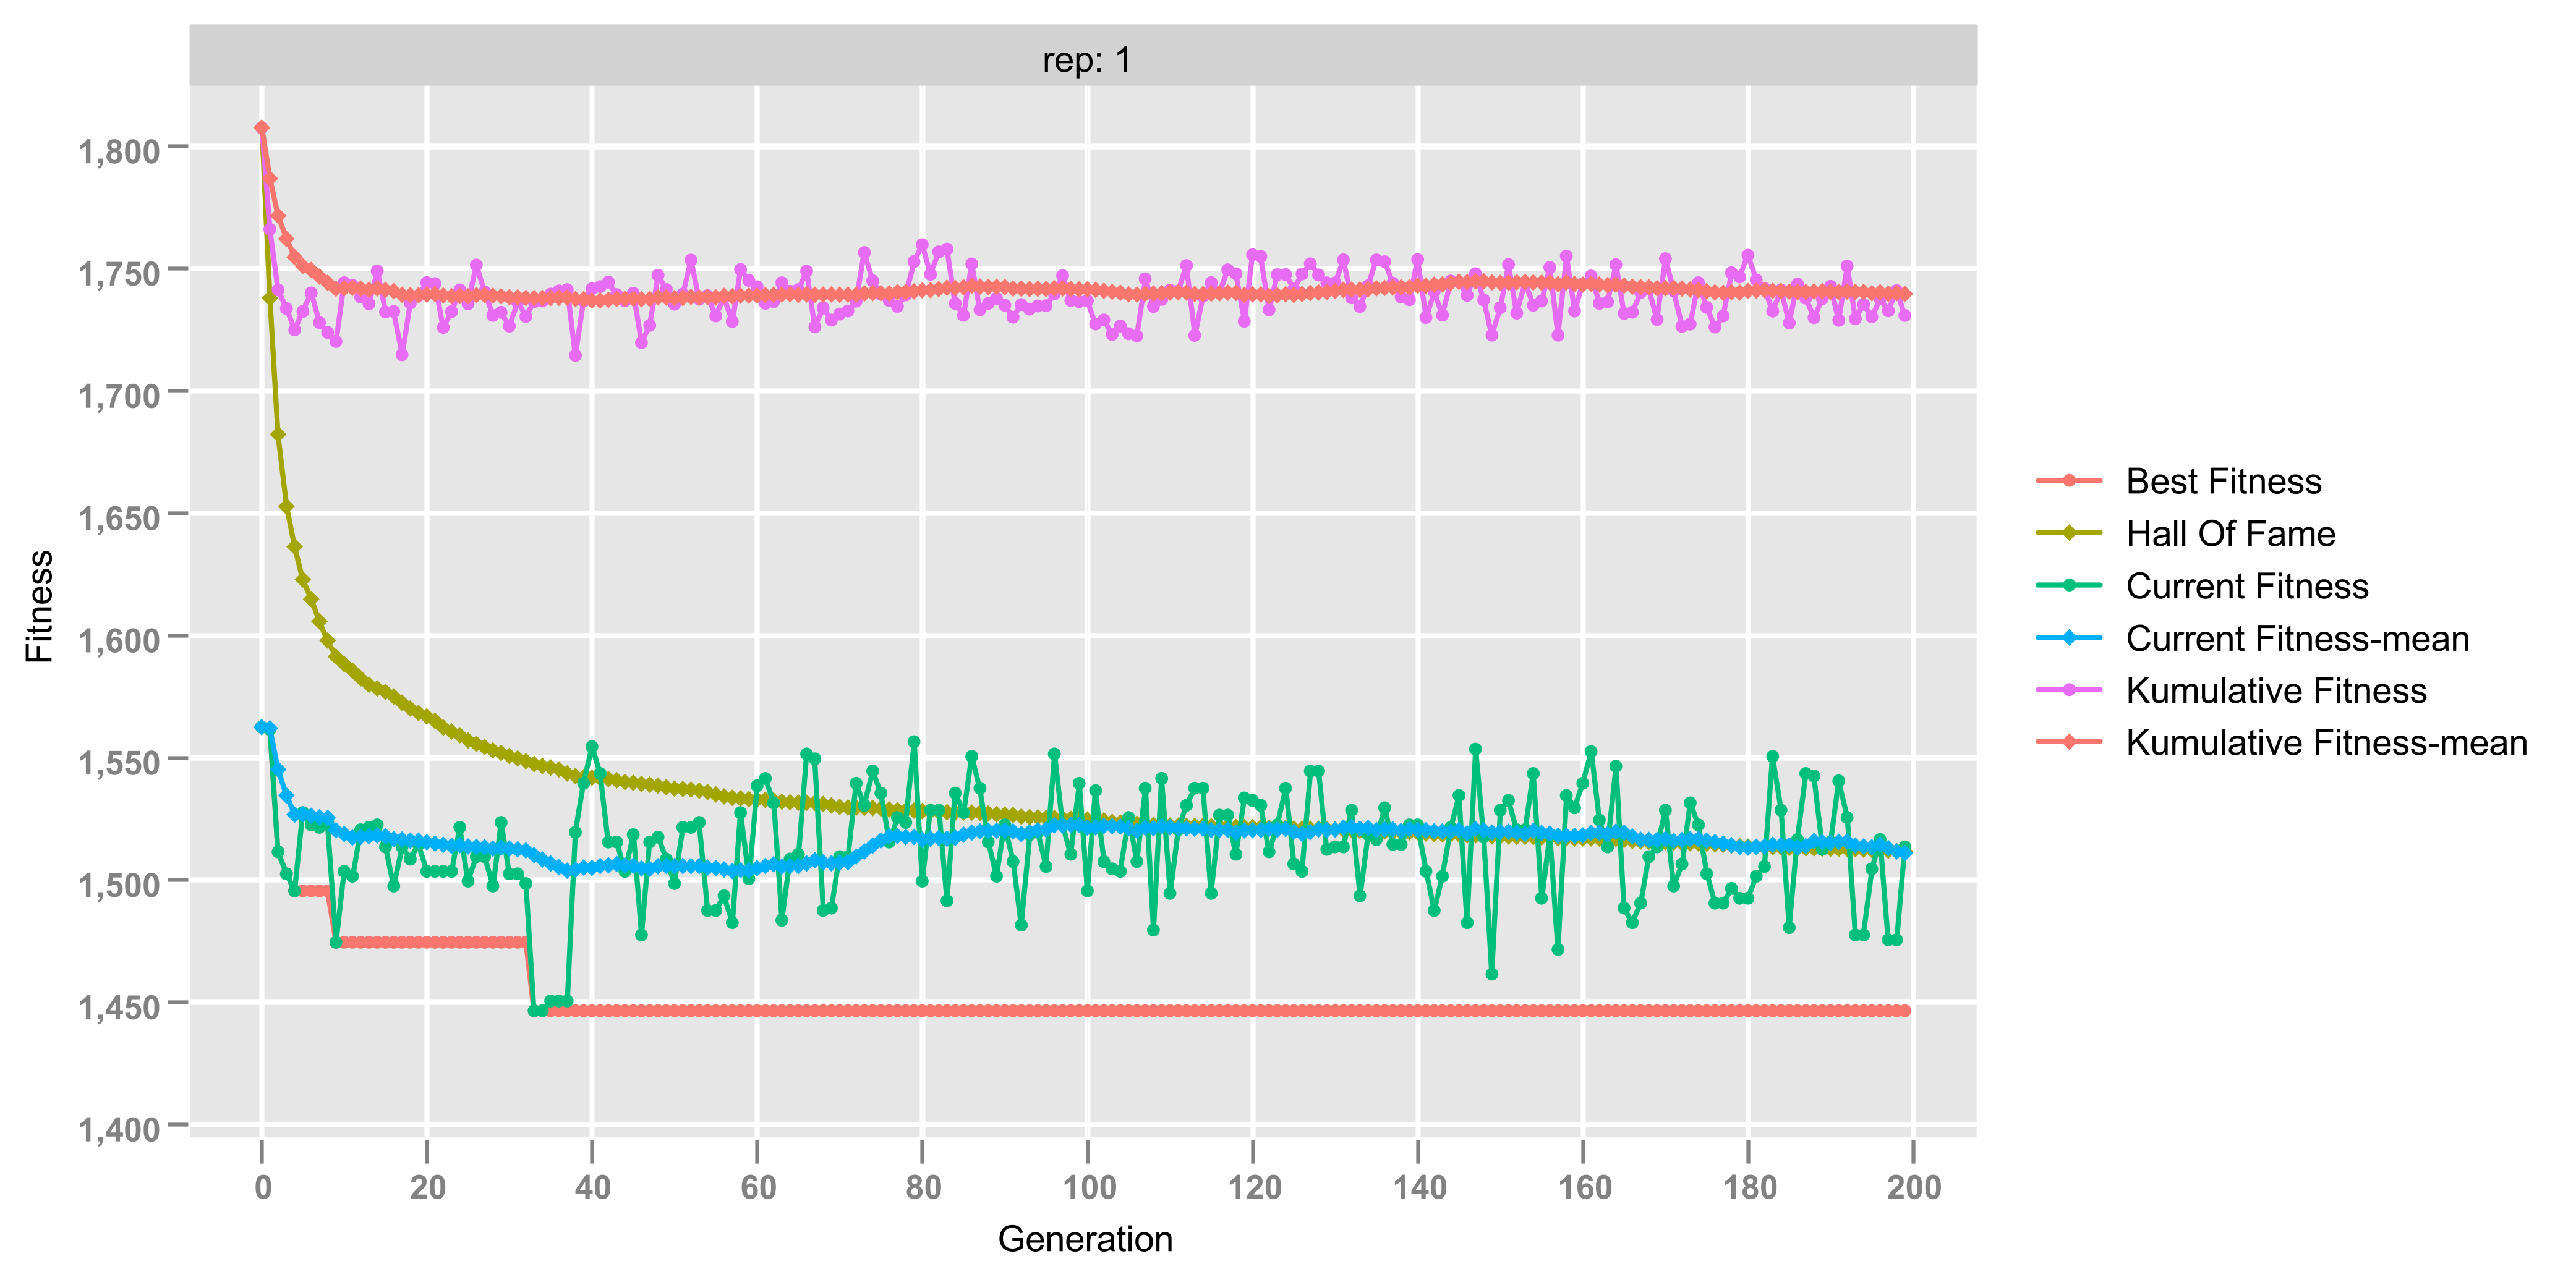 rep: 1
1,800
1,750
1,700
1,650
1,600
1,550
1,500
1,450
1,400
Fitness
0 20 40 60 80 100 120 140 160 180 200
Generation
Best Fitness
Hall Of Fame
Current Fitness
Current Fitness-mean
Kumulative Fitness
Kumulative Fitness-mean